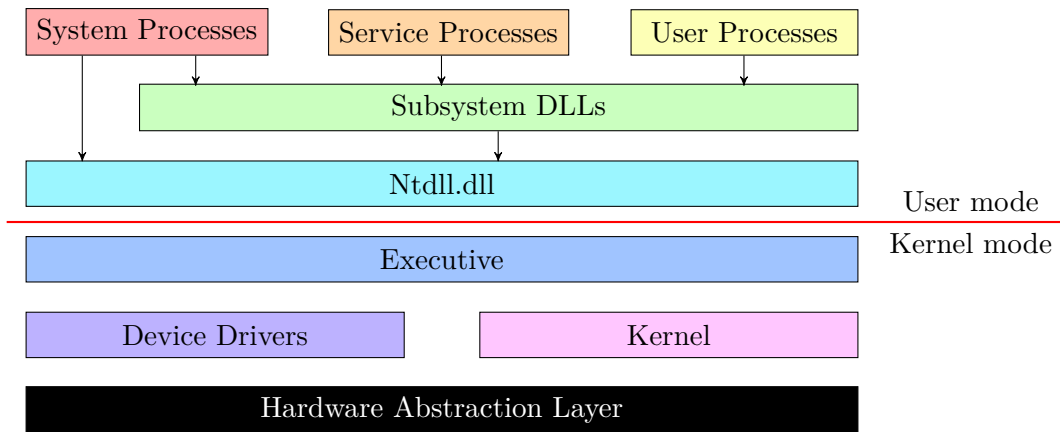 System Processes
Service Processes
User Processes
Subsystem DLLs
Ntdll.dll
User mode
Kernel mode
Executive
Device Drivers
Kernel
Hardware Abstraction Layer